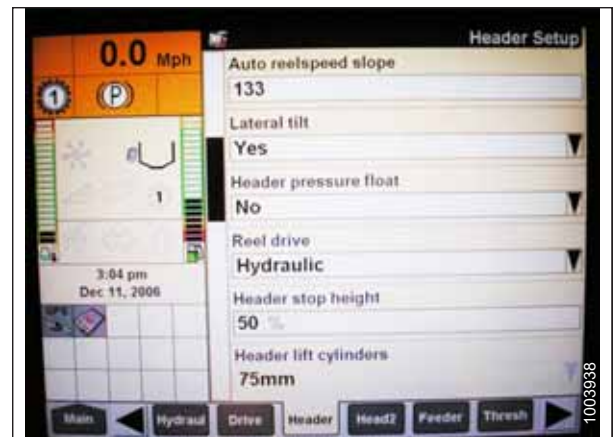 0.0 Mph
Header Setup
1
(P)
1
3:04 pm
Dec 11, 2006
Auto reelspeed slope
133
Lateral tilt
Yes
Header pressure float
No
Reel drive
Hydraulic
Header stop height
50 %
Header lift cylinders
75mm
Main
Hydraul
Drive
Header
Head2
Feeder
Thresh
1003938